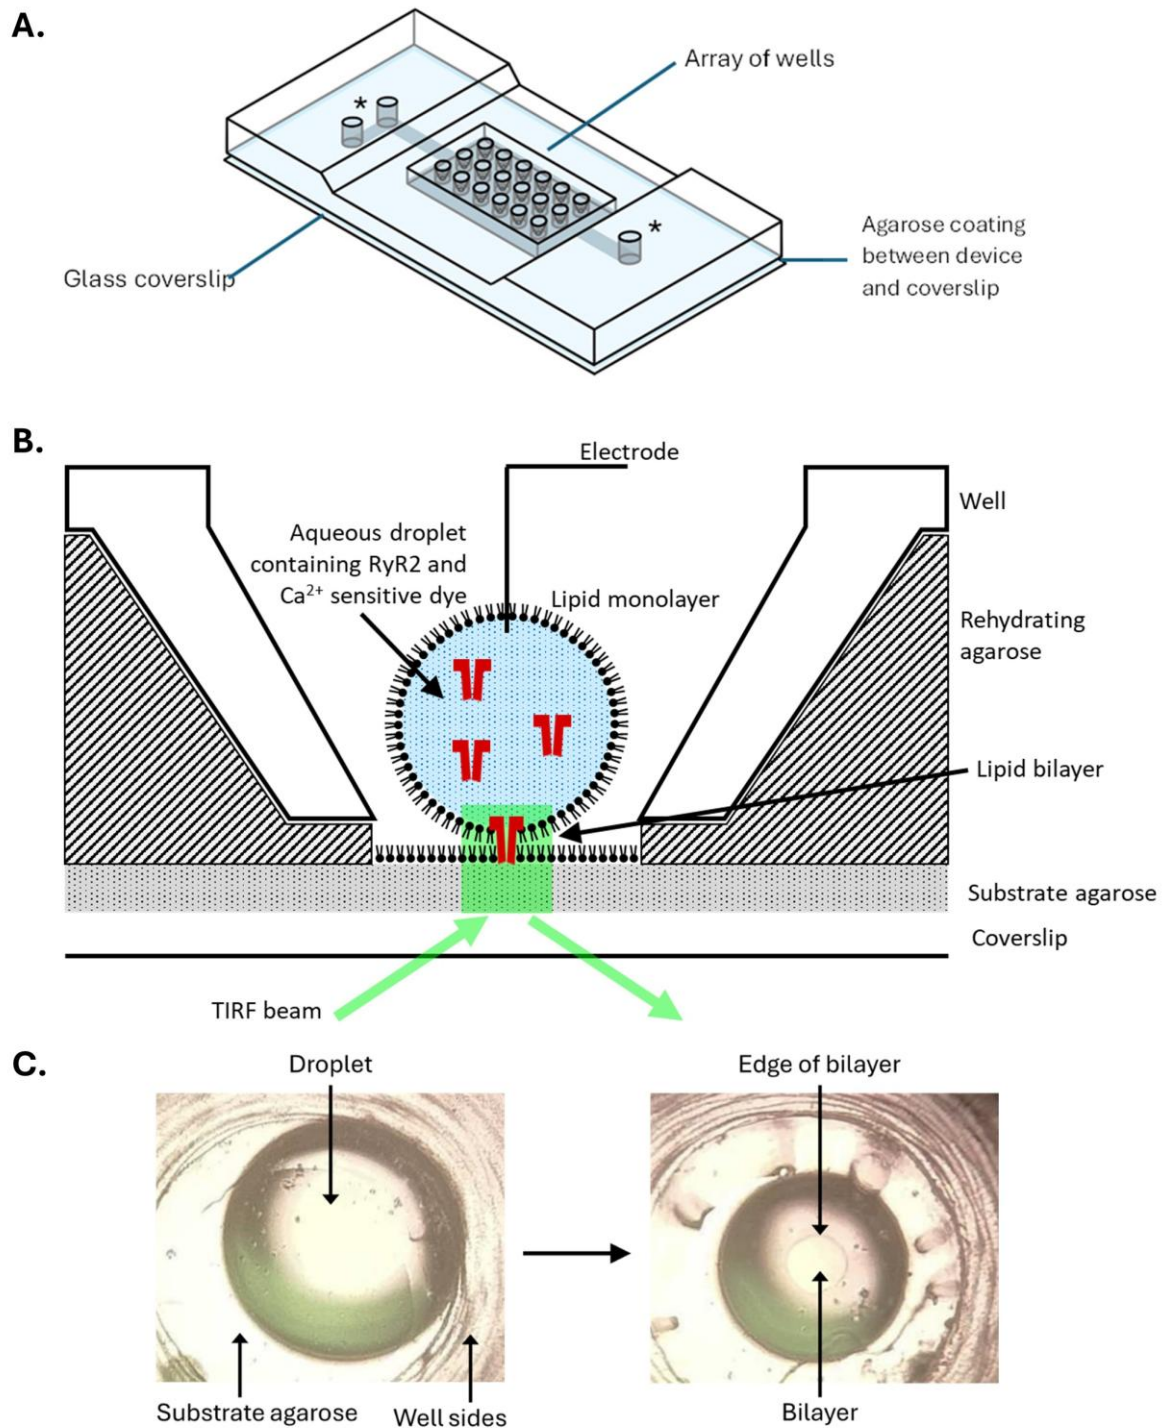 A.
*
*
Array of wells
Glass coverslip
Agarose coating
between device
and coverslip
B.
Electrode
Well
Aqueous droplet
containing RyR2 and
Ca²⁺ sensitive dye
Lipid monolayer
Rehydrating
agarose
Lipid bilayer
Substrate agarose
Coverslip
TIRF beam
C.
Droplet
Edge of bilayer
Substrate agarose
Well sides
Bilayer